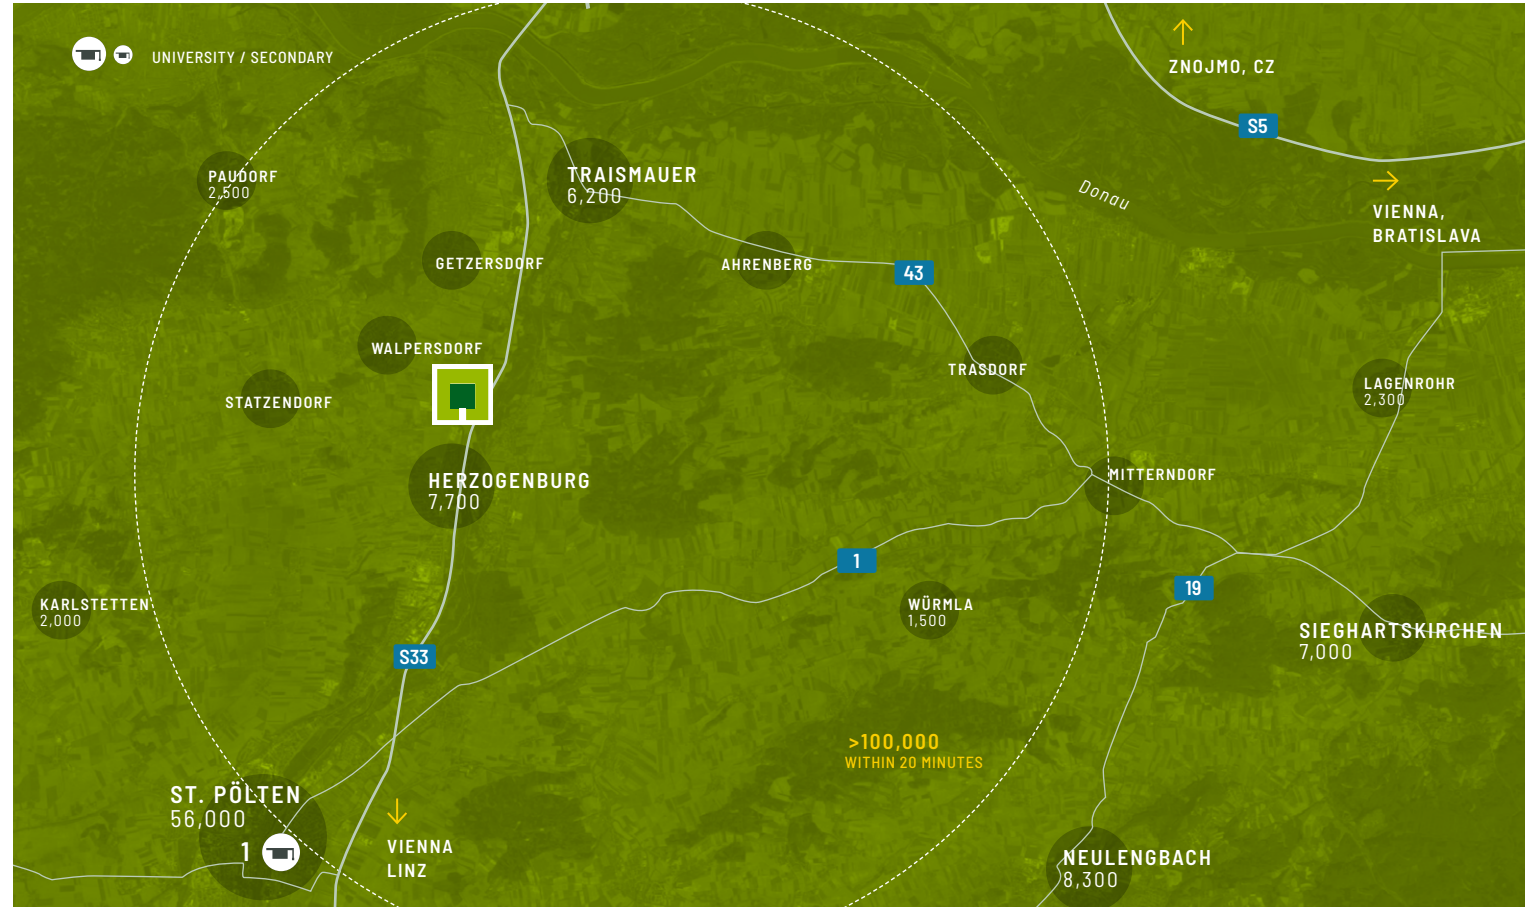 UNIVERSITY / SECONDARY
ZNOJMO, CZ
S5
PAUDORF
2,500
TRAISMAUER
6,200
Donau
VIENNA,
BRATISLAVA
GETZERSDORF
AHRENBERG
43
WALPERSDORF
TRASDORF
LAGENROHR
2,300
STATZENDORF
HERZOGENBURG
7,700
MITTERNDORF
1
19
KARLSTETTEN
2,000
WÜRMLA
1,500
SIEGHARTSKIRCHEN
7,000
S33
>100,000
WITHIN 20 MINUTES
ST. PÖLTEN
56,000
1
VIENNA
LINZ
NEULENGBACH
8,300